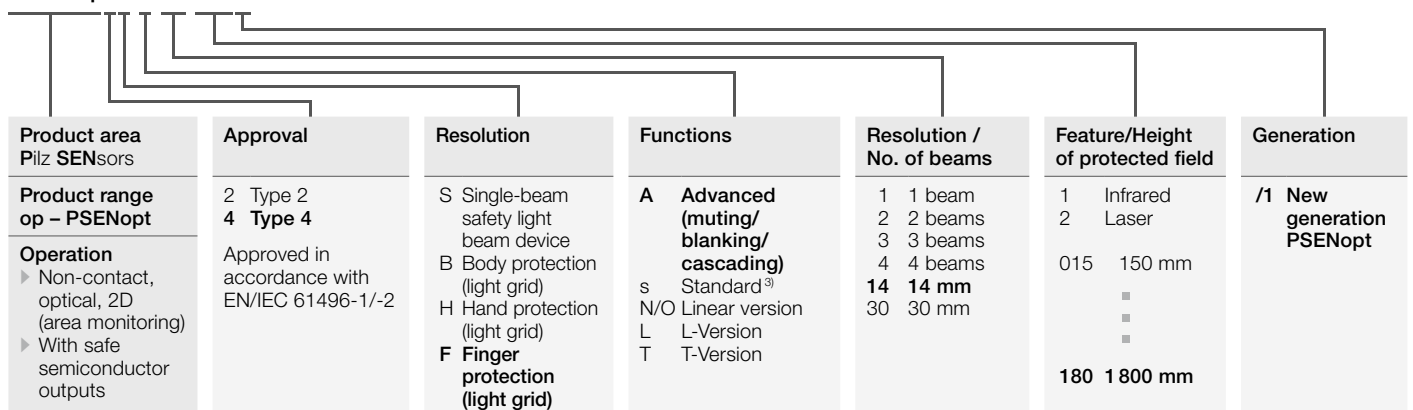 Product area
Pilz SENsors
Product range
op – PSENopt
Operation
▶ Non-contact,
optical, 2D
(area monitoring)
▶ With safe
semiconductor
outputs
Approval
2 Type 2
4 Type 4
Approved in
accordance with
EN/IEC 61496-1/-2
Resolution
S Single-beam
safety light
beam device
B Body protection
(light grid)
H Hand protection
(light grid)
F Finger
protection
(light grid)
Functions
A Advanced
(muting/
blanking/
cascading)
s Standard 3)
N/O Linear version
L L-Version
T T-Version
Resolution /
No. of beams
1 1 beam
2 2 beams
3 3 beams
4 4 beams
14 14 mm
30 30 mm
Feature/Height
of protected field
1 Infrared
2 Laser
015 150 mm
180 1 800 mm
Generation
/1 New
generation
PSENopt